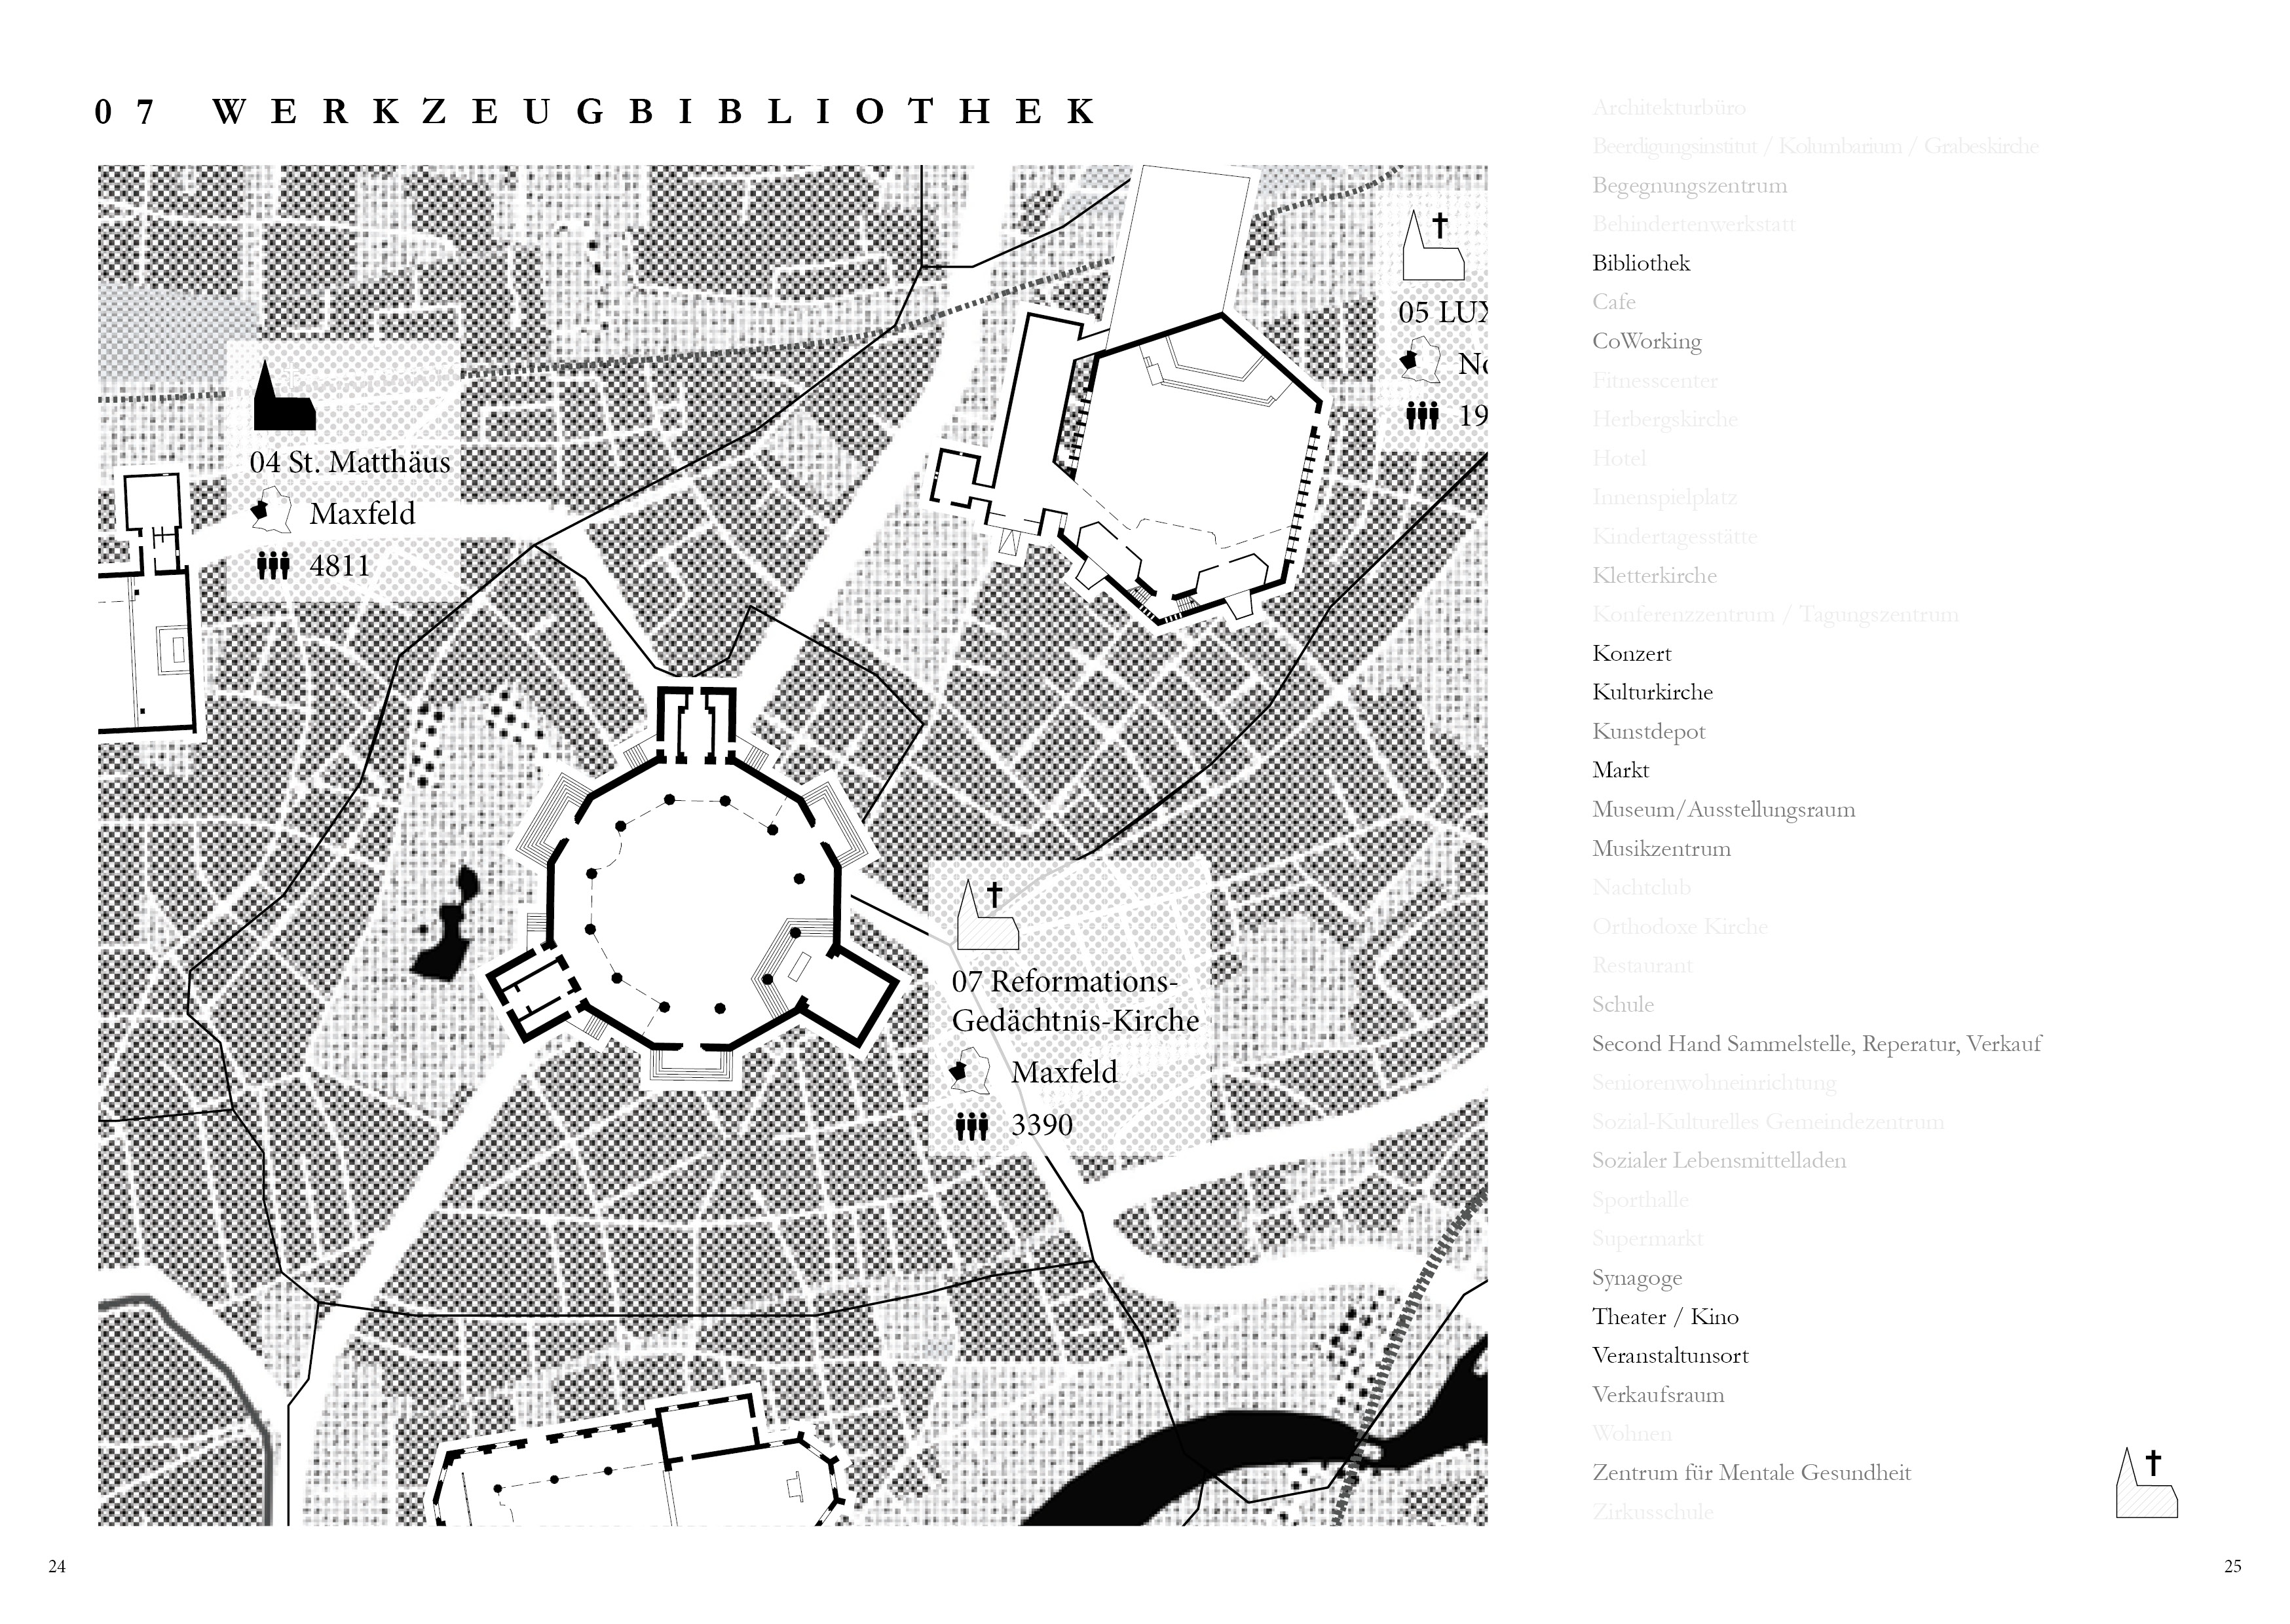 07 WERKZEUGBIBLIOTHEK
04 St. Matthäus
Maxfeld
4811
05 LUX
No
19
07 Reformations-
Gedächtnis-Kirche
Maxfeld
3390
Architekturbüro
Beerdigungsinstitut / Kolumbarium / Grabeskirche
Begegnungszentrum
Behindertenwerkstatt
Bibliothek
Cafe
CoWorking
Fitnesscenter
Herbergskirche
Hotel
Innenspielplatz
Kindertagesstätte
Kletterkirche
Konferenzzentrum / Tagungszentrum
Konzert
Kulturkirche
Kunstdepot
Markt
Museum/Ausstellungsraum
Musikzentrum
Nachtclub
Orthodoxe Kirche
Restaurant
Schule
Second Hand Sammelstelle, Reperatur, Verkauf
Seniorenwohneinrichtung
Sozial-Kulturelles Gemeindezentrum
Sozialer Lebensmittelladen
Sporthalle
Supermarkt
Synagoge
Theater / Kino
Veranstaltunsort
Verkaufsraum
Wohnen
Zentrum für Mentale Gesundheit
Zirkusschule
24
25